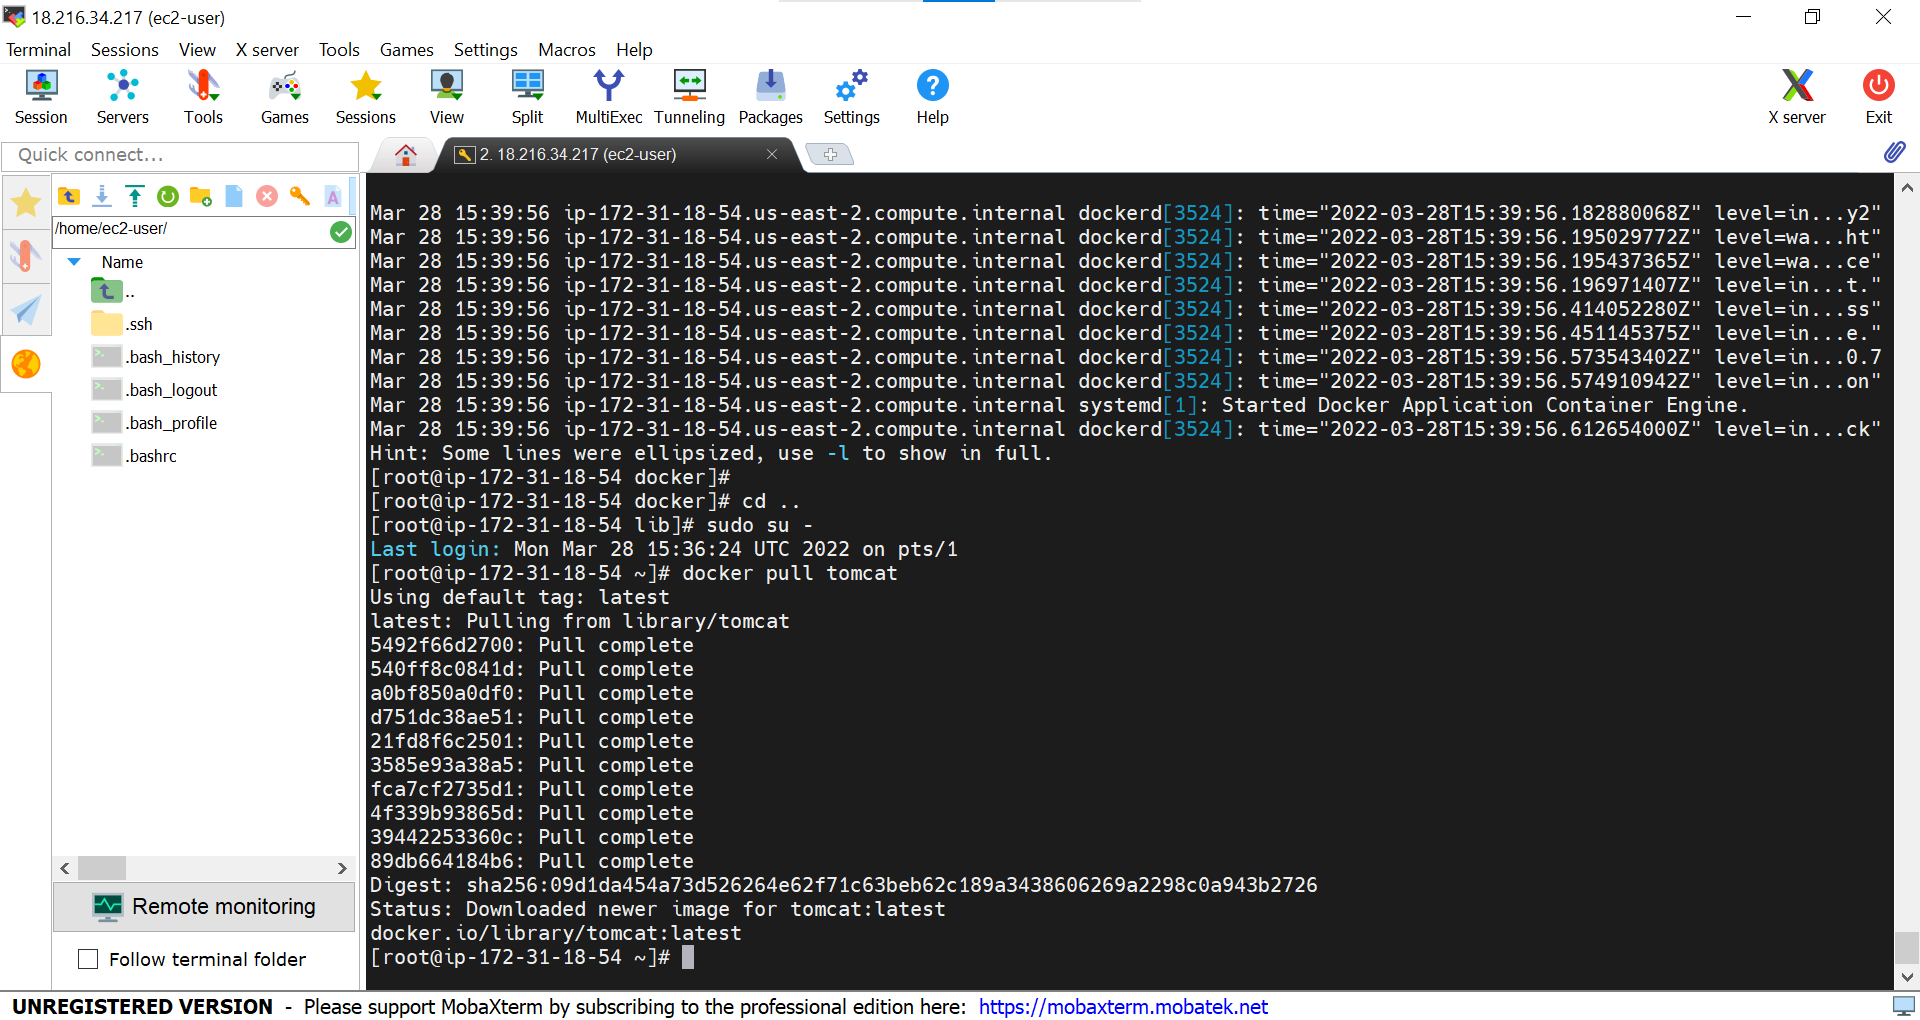 18.216.34.217 (ec2-user)
Terminal Sessions View X server Tools Games Settings Macros Help
Session Servers Tools Games Sessions View Split MultiExec Tunneling Packages Settings Help X server Exit
Quick connect...
2. 18.216.34.217 (ec2-user)
/home/ec2-user/
Name
..
.ssh
.bash_history
.bash_logout
.bash_profile
.bashrc
Remote monitoring
Follow terminal folder
Mar 28 15:39:56 ip-172-31-18-54.us-east-2.compute.internal dockerd[3524]: time="2022-03-28T15:39:56.182880068Z" level=in...y2"
Mar 28 15:39:56 ip-172-31-18-54.us-east-2.compute.internal dockerd[3524]: time="2022-03-28T15:39:56.195029772Z" level=wa...ht"
Mar 28 15:39:56 ip-172-31-18-54.us-east-2.compute.internal dockerd[3524]: time="2022-03-28T15:39:56.195437365Z" level=wa...ce"
Mar 28 15:39:56 ip-172-31-18-54.us-east-2.compute.internal dockerd[3524]: time="2022-03-28T15:39:56.196971407Z" level=in...t."
Mar 28 15:39:56 ip-172-31-18-54.us-east-2.compute.internal dockerd[3524]: time="2022-03-28T15:39:56.414052280Z" level=in...ss"
Mar 28 15:39:56 ip-172-31-18-54.us-east-2.compute.internal dockerd[3524]: time="2022-03-28T15:39:56.451145375Z" level=in...e."
Mar 28 15:39:56 ip-172-31-18-54.us-east-2.compute.internal dockerd[3524]: time="2022-03-28T15:39:56.573543402Z" level=in...0.7
Mar 28 15:39:56 ip-172-31-18-54.us-east-2.compute.internal dockerd[3524]: time="2022-03-28T15:39:56.574910942Z" level=in...on"
Mar 28 15:39:56 ip-172-31-18-54.us-east-2.compute.internal systemd[1]: Started Docker Application Container Engine.
Mar 28 15:39:56 ip-172-31-18-54.us-east-2.compute.internal dockerd[3524]: time="2022-03-28T15:39:56.612654000Z" level=in...ck"
Hint: Some lines were ellipsized, use -l to show in full.
[root@ip-172-31-18-54 docker]#
[root@ip-172-31-18-54 docker]# cd ..
[root@ip-172-31-18-54 lib]# sudo su -
Last login: Mon Mar 28 15:36:24 UTC 2022 on pts/1
[root@ip-172-31-18-54 ~]# docker pull tomcat
Using default tag: latest
latest: Pulling from library/tomcat
5492f66d2700: Pull complete
540ff8c0841d: Pull complete
a0bf850a0df0: Pull complete
d751dc38ae51: Pull complete
21fd8f6c2501: Pull complete
3585e93a38a5: Pull complete
fca7cf2735d1: Pull complete
4f339b93865d: Pull complete
39442253360c: Pull complete
89db664184b6: Pull complete
Digest: sha256:09d1da454a73d526264e62f71c63beb62c189a3438606269a2298c0a943b2726
Status: Downloaded newer image for tomcat:latest
docker.io/library/tomcat:latest
[root@ip-172-31-18-54 ~]#
UNREGISTERED VERSION - Please support MobaXterm by subscribing to the professional edition here: https://mobaxterm.mobatek.net